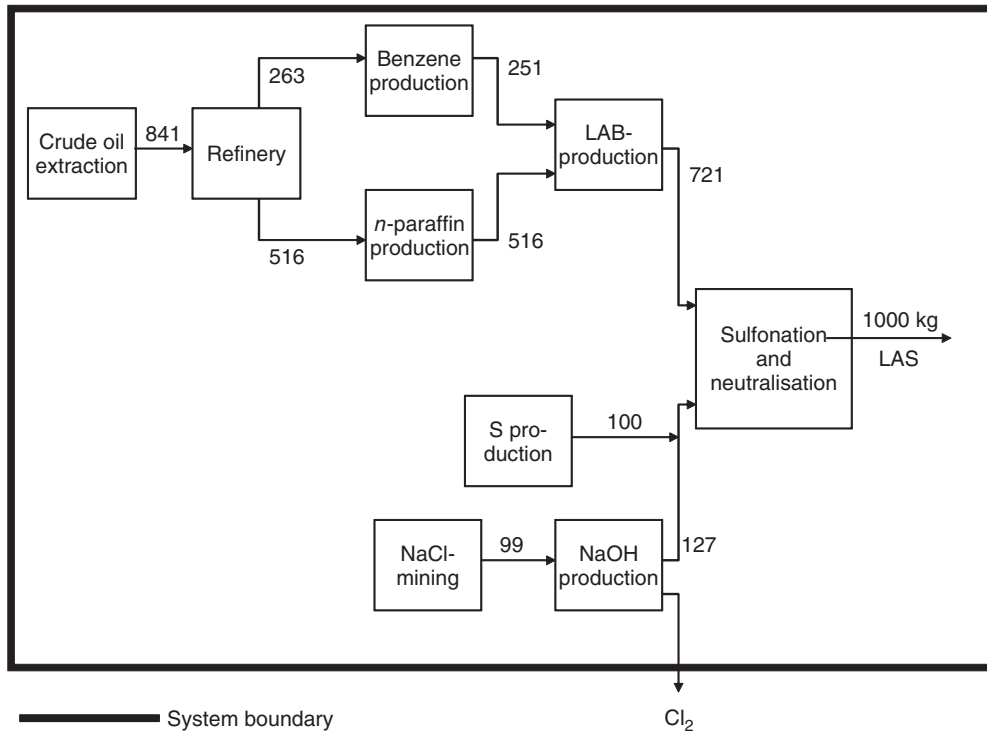 Crude oil
extraction
841
Refinery
263
516
Benzene
production
251
n-paraffin
production
516
LAB-
production
721
Sulfonation
and
neutralisation
1000 kg
LAS
S pro-
duction
100
NaCl-
mining
99
NaOH
production
127
Cl₂
System boundary